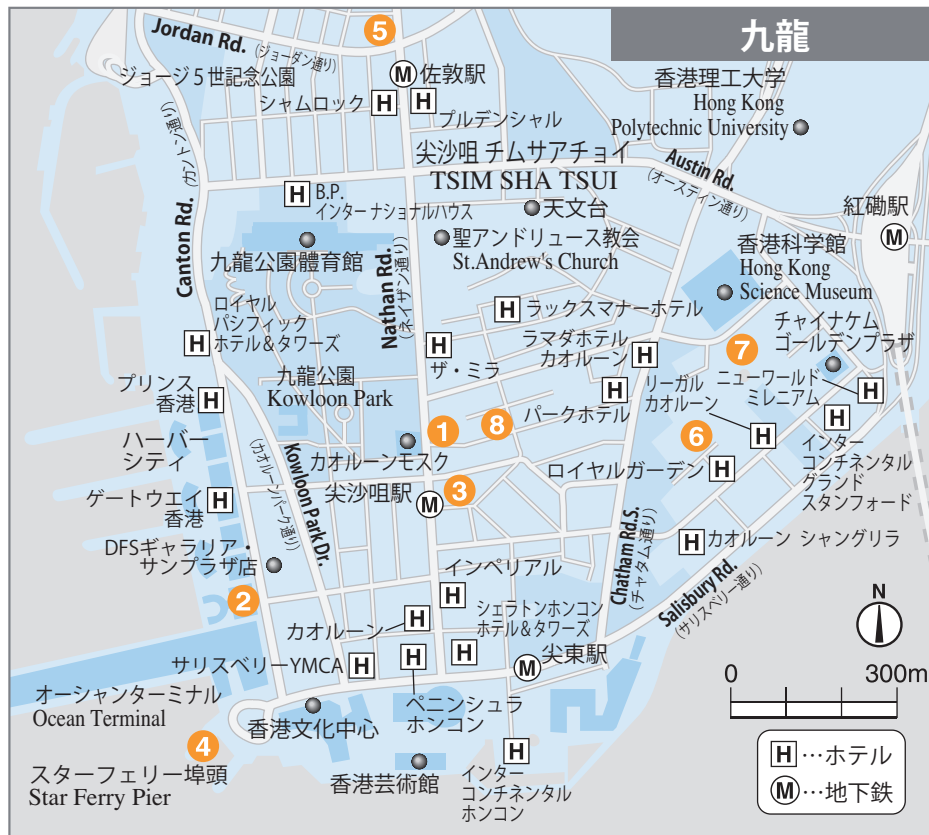 九龍
5
Jordan Rd.
(ジョーダン通り)
ジョージ5世記念公園
M
佐敦駅
シャムロック
H
H
プルデンシャル
香港理工大学
Hong Kong
Polytechnic University
尖沙咀 チムサアチョイ
TSIM SHA TSUI
Austin Rd.
(オースティン通り)
Canton Rd.
(カントン通り)
H
B.P.
インターナショナルハウス
天文台
紅磡駅
M
九龍公園體育館
聖アンドリュース教会
St.Andrew's Church
香港科学館
Hong Kong
Science Museum
Nathan Rd.
(ネイザン通り)
ロイヤル
パシフィック
ホテル&タワーズ
H
H
ラックスマナーホテル
ラマダホテル
カオルーン
H
H
ザ・ミラ
7
チャイナケム
ゴールデンプラザ
プリンス
香港
H
九龍公園
Kowloon Park
H
パークホテル
リーガル
カオルーン
H
ニューワールド
ミレニアム
H
1
8
6
H
ハーバー
シティ
カオルーンモスク
ロイヤルガーデン
H
インター
コンチネンタル
グランド
スタンフォード
ゲートウエイ
香港
H
Kowloon Park Dr.
(カオルーンパーク通り)
尖沙咀駅
M
3
DFSギャラリア・
サンプラザ店
Chatham Rd.S.
(チャタム通り)
H
カオルーン シャングリラ
Salisbury Rd.
(サリスベリー通り)
2
インペリアル
H
カオルーン
H
シェラトンホンコン
ホテル&タワーズ
H
N
サリスベリーYMCA
H
H
M
尖東駅
0
300m
オーシャンターミナル
Ocean Terminal
香港文化中心
ペニンシュラ
ホンコン
4
スターフェリー埠頭
Star Ferry Pier
香港芸術館
H
インター
コンチネンタル
ホンコン
H…ホテル
M…地下鉄